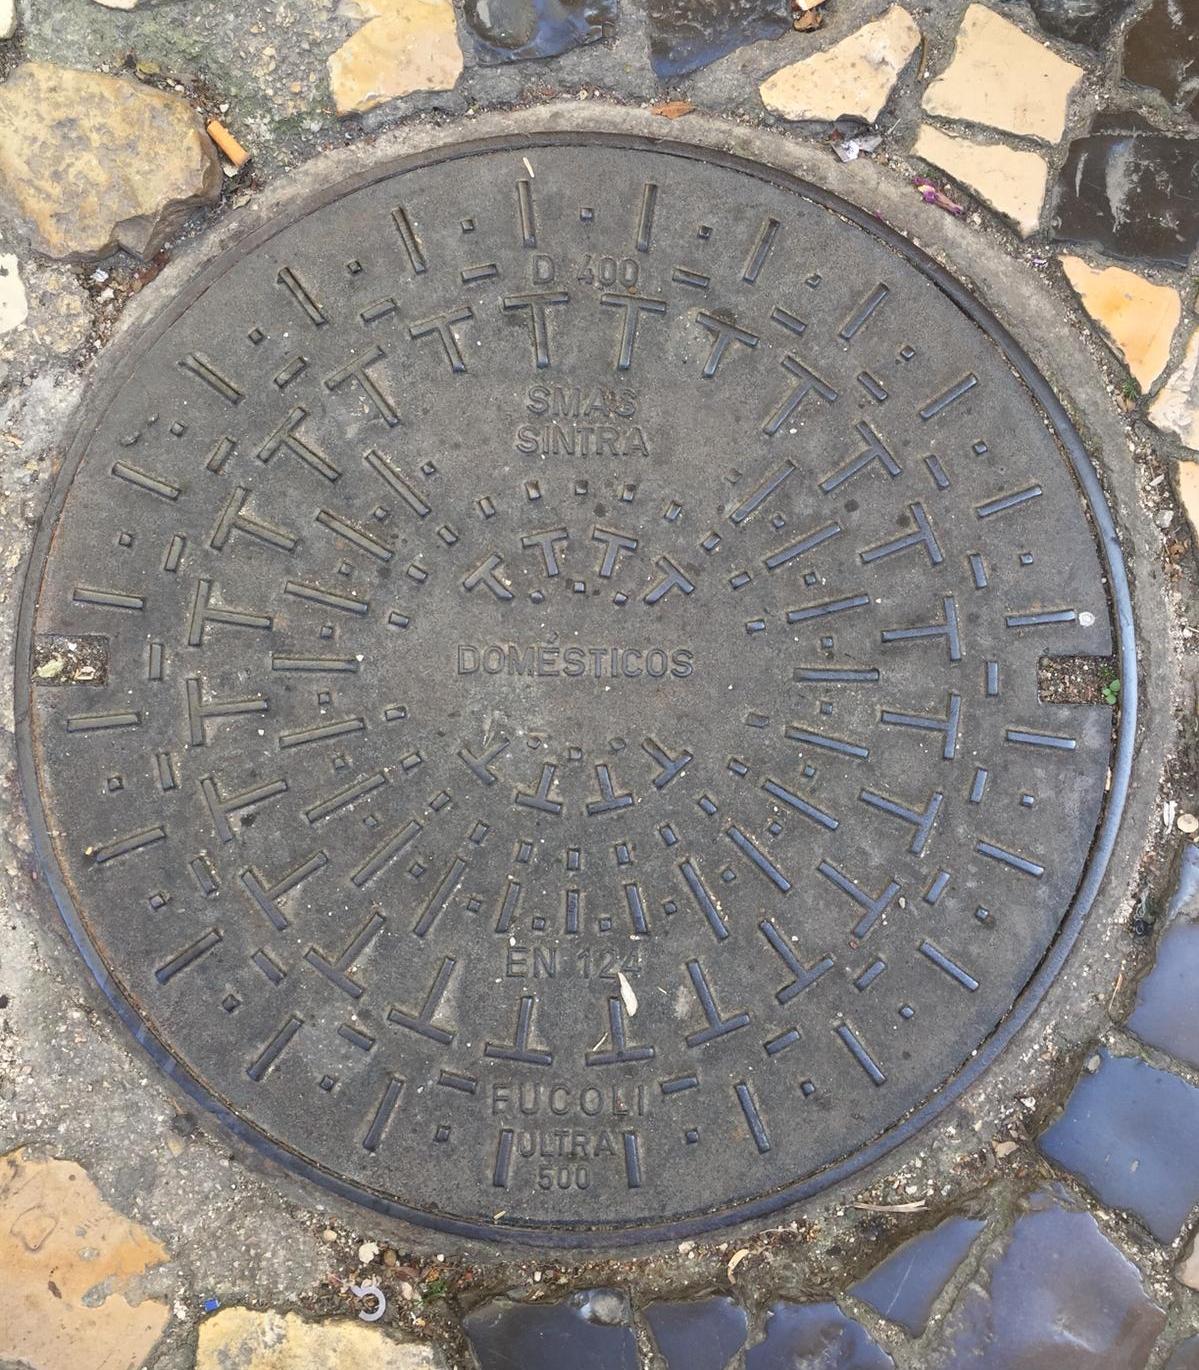 D 400
SMAS
SINTRA
DOMÉSTICOS
EN 124
FUCOLI
ULTRA
500